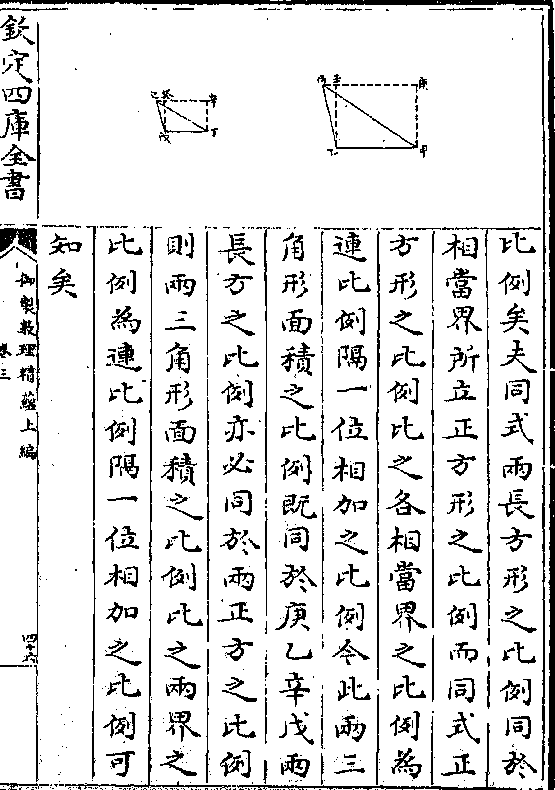 比例矣夫同式兩長方形之比例同於
相當界所立正方形之比例而同式正
方形之比例比之各相當界之比例為
連比例隔一位相加之比例今此兩三
角形面積之比例既同於庚乙辛戊兩
長方之比例亦必同於兩正方之比例
則兩三角形面積之比例比之兩界之
比例為連比例隔一位相加之比例可
知矣
欽定四庫全書
御製數理精蘊上編
卷三
四十六